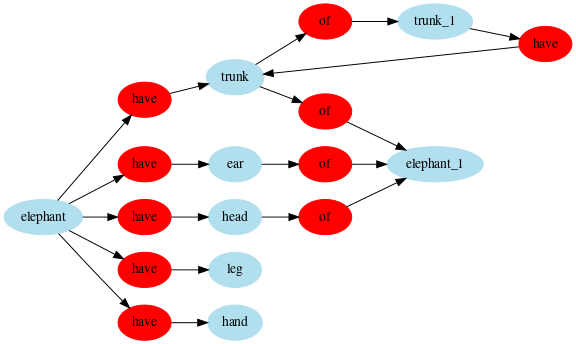 of
trunk_1
have
trunk
have
of
have
ear
of
elephant_1
elephant
have
head
of
have
leg
have
hand